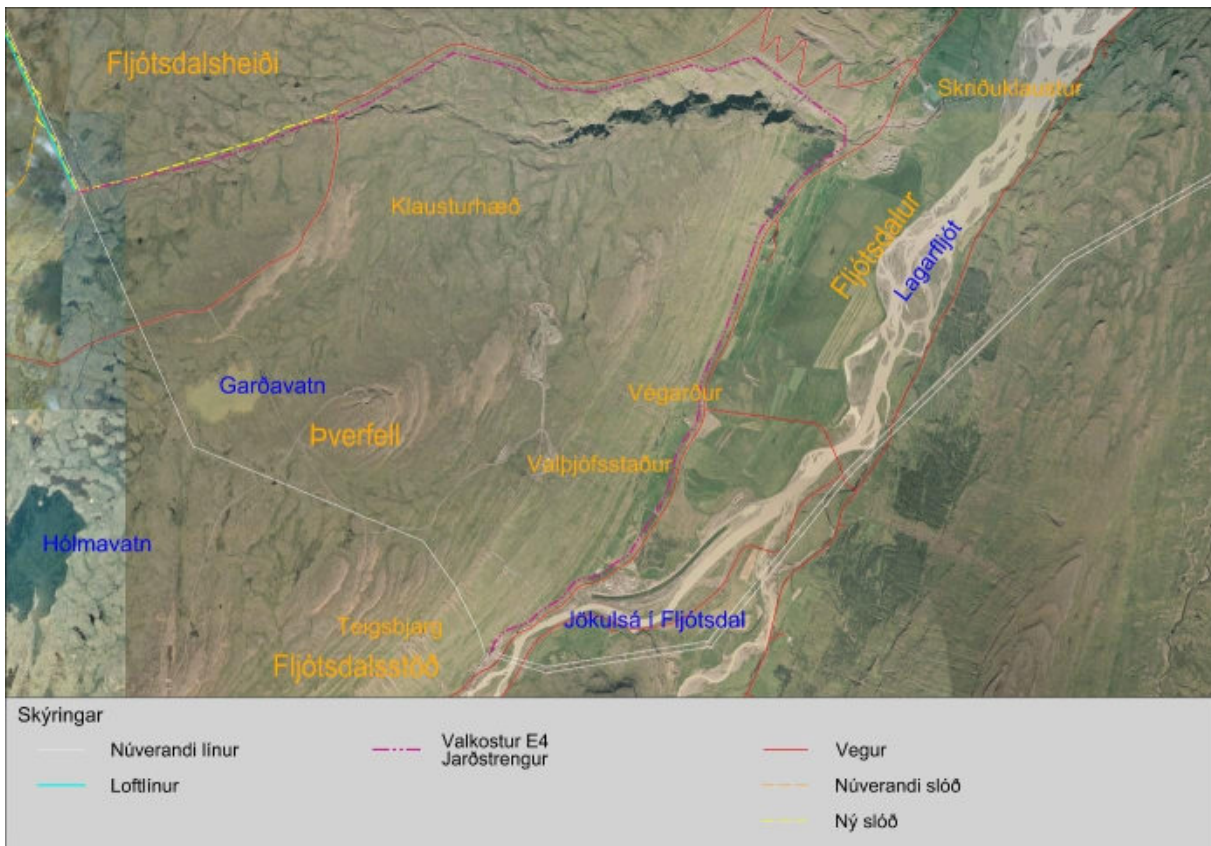 Fljótsdalsheiði
Skriðuklaustur
Klausturhæð
Fljótsdalur
Lagarfljót
Garðavatn
Végarður
Þverfell
Valþjófsstaður
Hólmavatn
Jökulsá í Fljótsdal
Teigsbjarg
Fljótsdalsstöð
Skýringar
Núverandi línur
Loftlínur
Valkostur E4
Jarðstrengur
Vegur
Núverandi slóð
Ný slóð